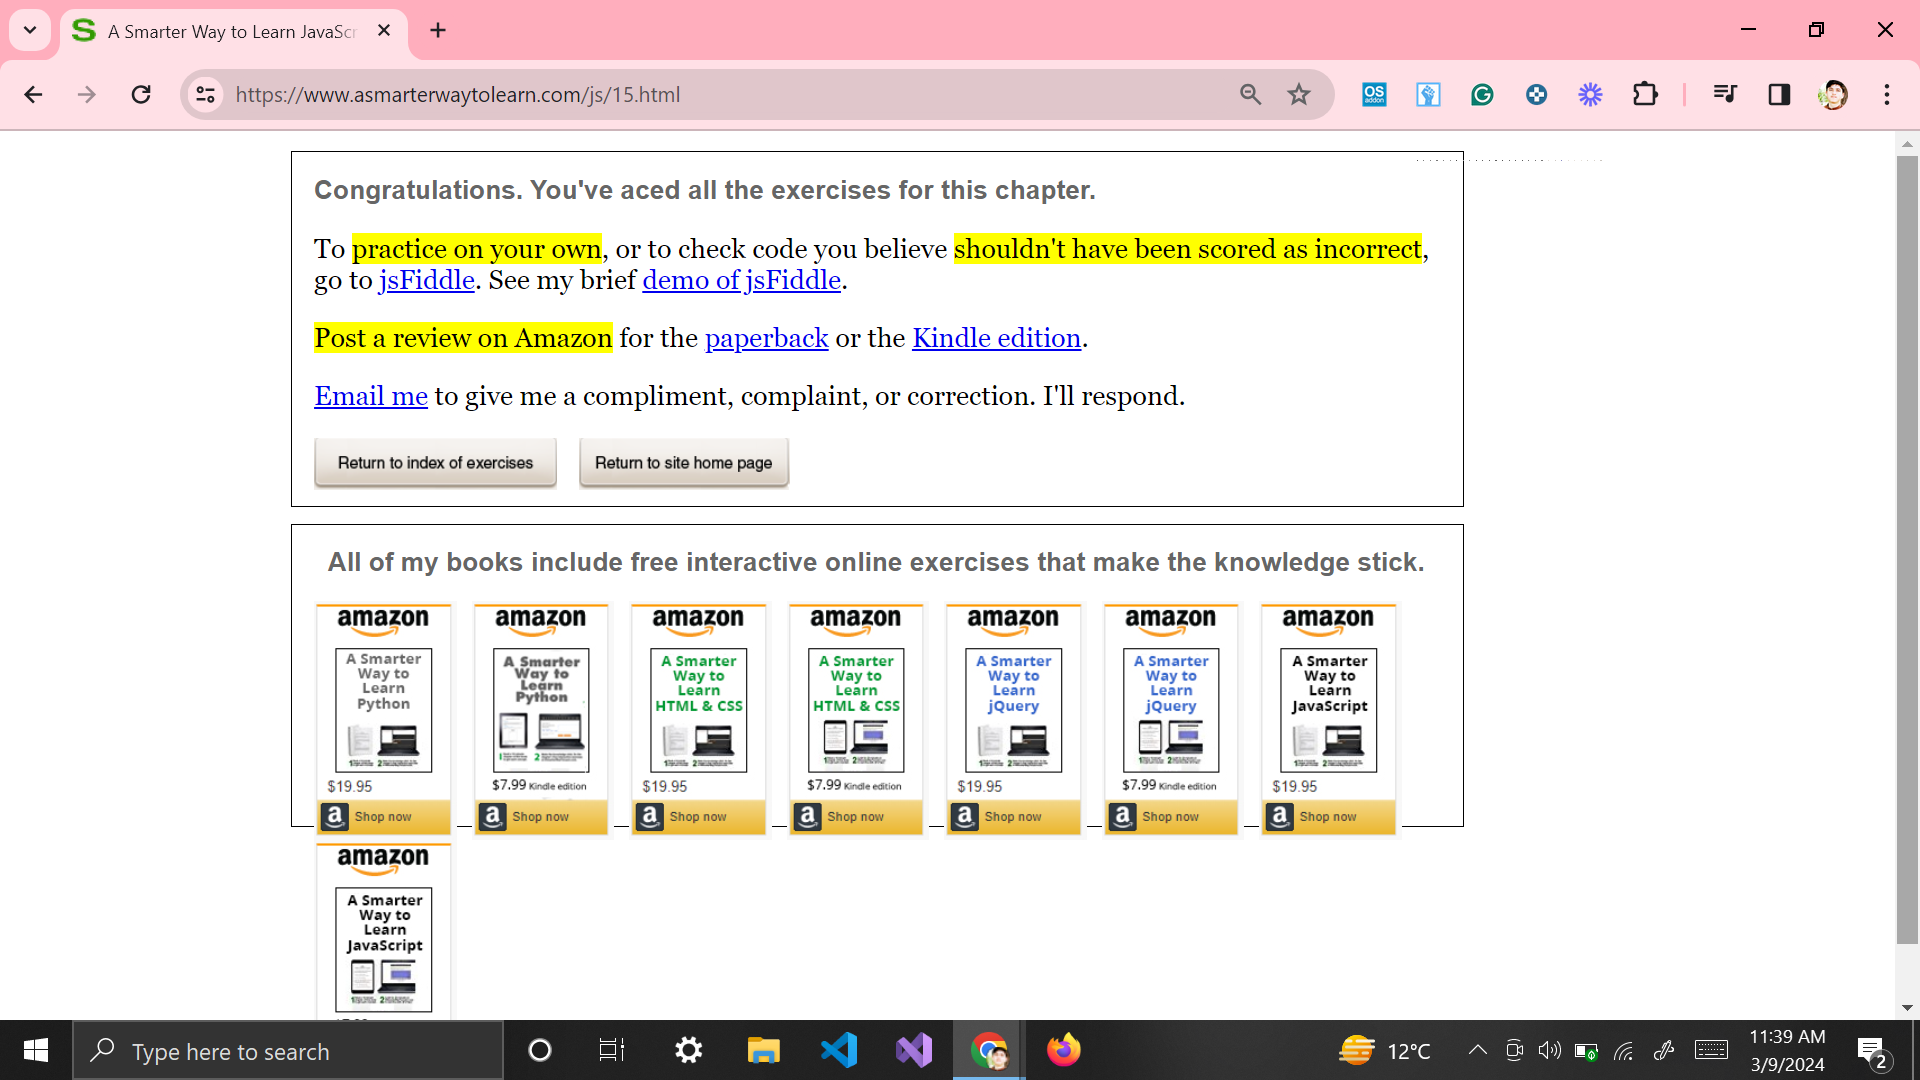 A Smarter Way to Learn JavaScr
https://www.asmarterwaytolearn.com/js/15.html
OS
addon
Congratulations. You've aced all the exercises for this chapter.
To practice on your own, or to check code you believe shouldn't have been scored as incorrect,
go to jsFiddle. See my brief demo of jsFiddle.
Post a review on Amazon for the paperback or the Kindle edition.
Email me to give me a compliment, complaint, or correction. I'll respond.
Return to index of exercises
Return to site home page
All of my books include free interactive online exercises that make the knowledge stick.
amazon
A Smarter
Way to
Learn
Python
$19.95
Shop now
amazon
A Smarter
Way to
Learn
Python
$7.99 Kindle edition
Shop now
amazon
A Smarter
Way to
Learn
HTML & CSS
$19.95
Shop now
amazon
A Smarter
Way to
Learn
HTML & CSS
$7.99 Kindle edition
Shop now
amazon
A Smarter
Way to
Learn
jQuery
$19.95
Shop now
amazon
A Smarter
Way to
Learn
jQuery
$7.99 Kindle edition
Shop now
amazon
A Smarter
Way to
Learn
JavaScript
$19.95
Shop now
amazon
A Smarter
Way to
Learn
JavaScript
Type here to search
12°C
11:39 AM
3/9/2024
2